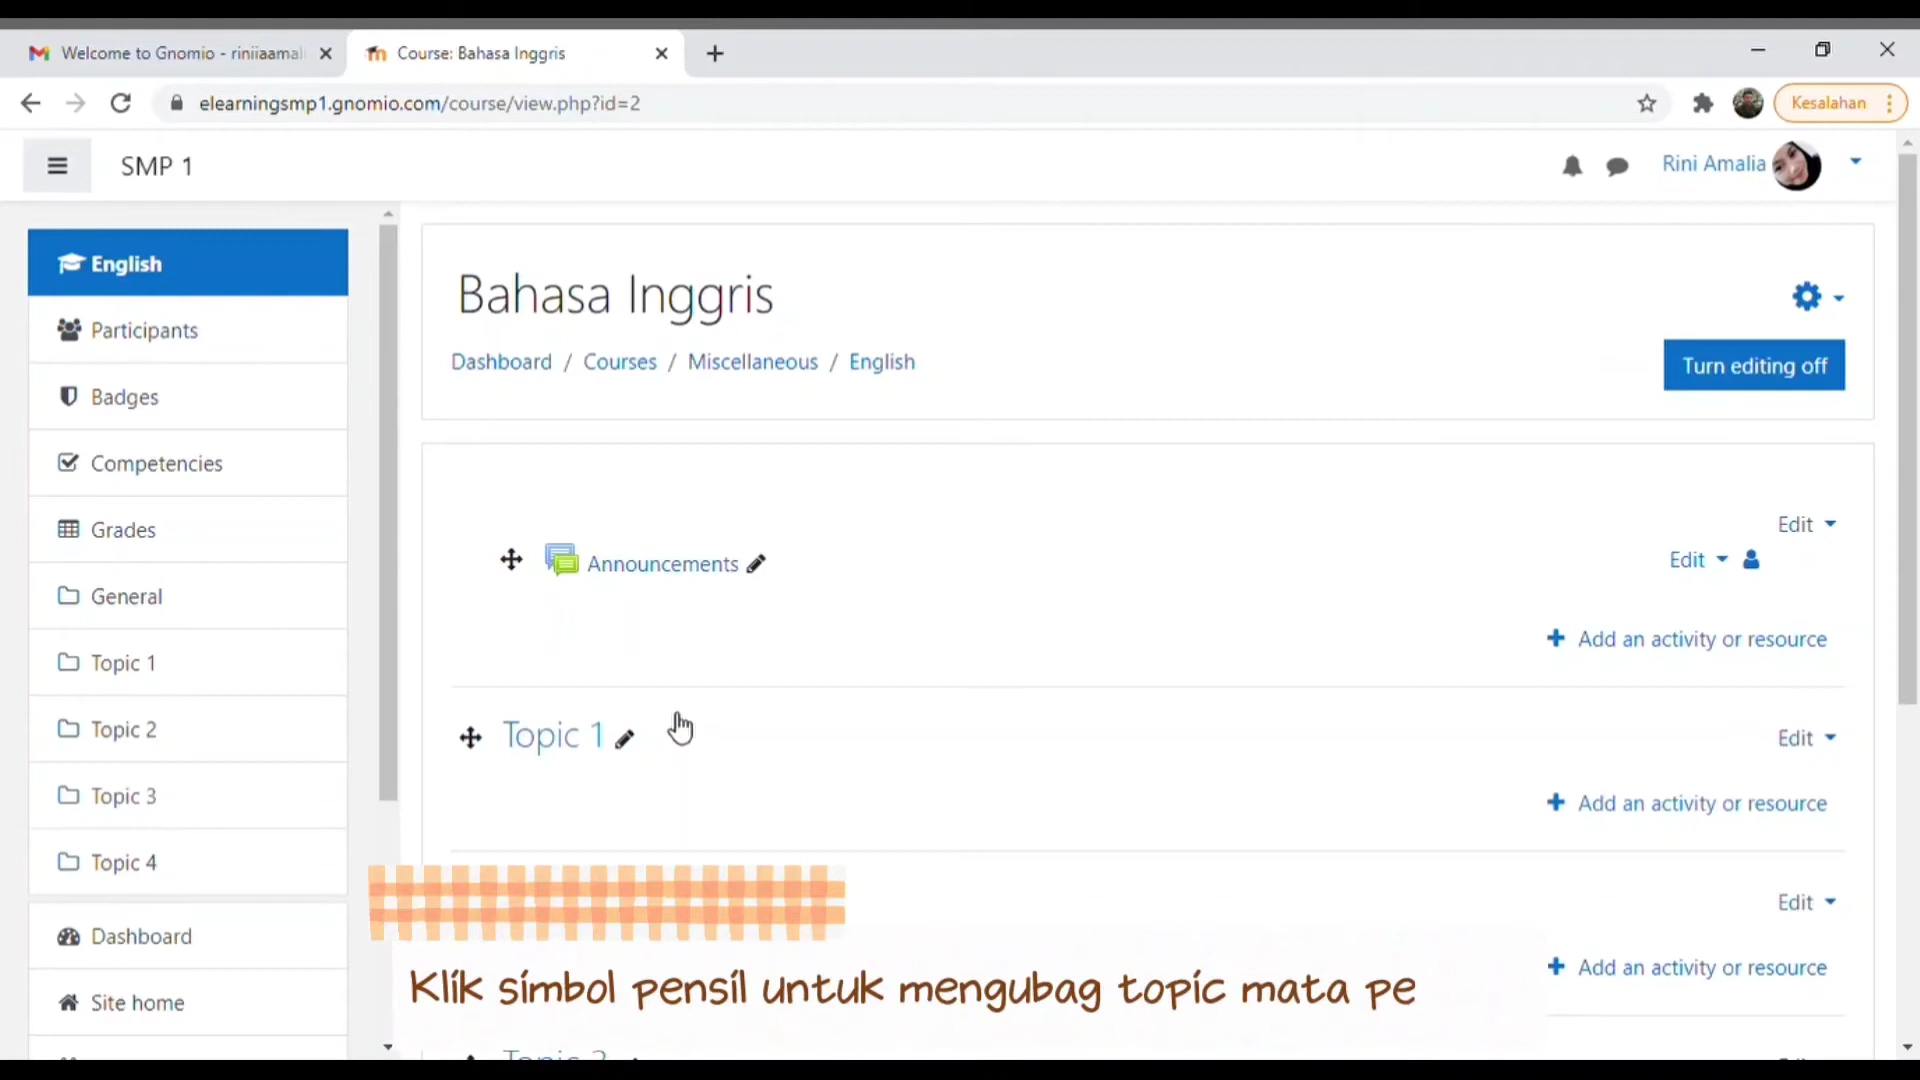 Welcome to Gnomio - riniiaamal
Course: Bahasa Inggris
elearningsmp1.gnomio.com/course/view.php?id=2
Kesalahan
SMP 1
Rini Amalia
English
Participants
Badges
Competencies
Grades
General
Topic 1
Topic 2
Topic 3
Topic 4
Dashboard
Site home
Bahasa Inggris
Dashboard / Courses / Miscellaneous / English
Turn editing off
Edit
Announcements
Edit
Add an activity or resource
Topic 1
Edit
Add an activity or resource
Edit
Add an activity or resource
Klik simbol pensil untuk mengubag topic mata pe